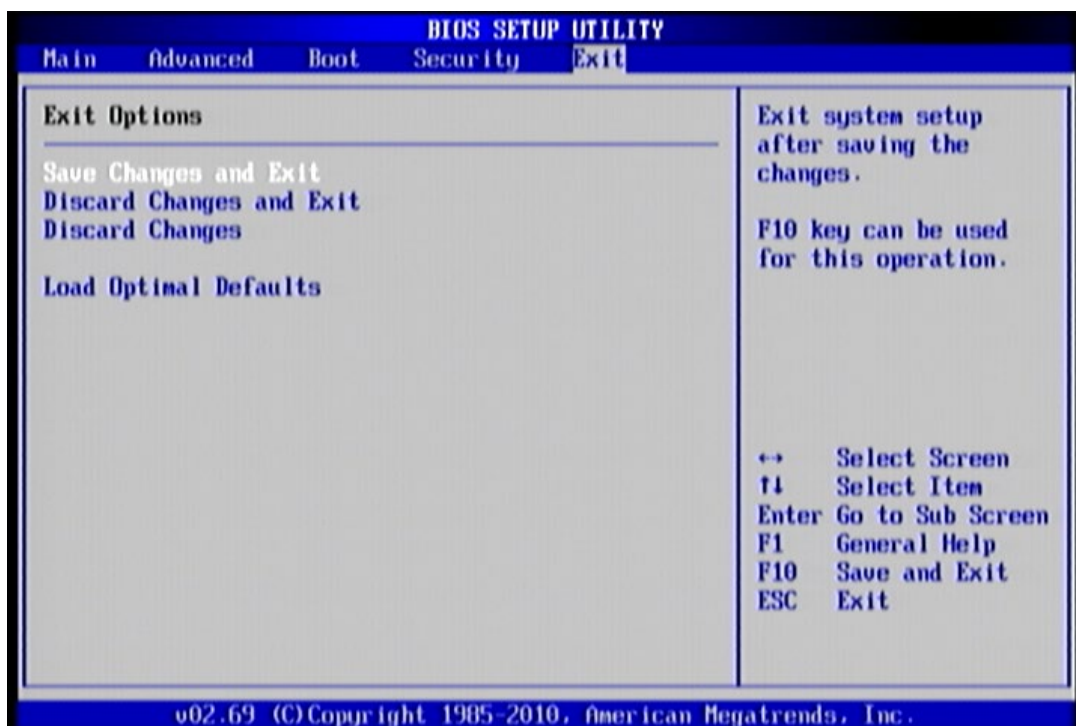 BIOS SETUP UTILITY
Main Advanced Boot Security Exit
Exit Options
Save Changes and Exit
Discard Changes and Exit
Discard Changes
Load Optimal Defaults
Exit system setup
after saving the
changes.
F10 key can be used
for this operation.
↔ Select Screen
↑↓ Select Item
Enter Go to Sub Screen
F1 General Help
F10 Save and Exit
ESC Exit
v02.69 (C)Copyright 1985-2010, American Megatrends, Inc.